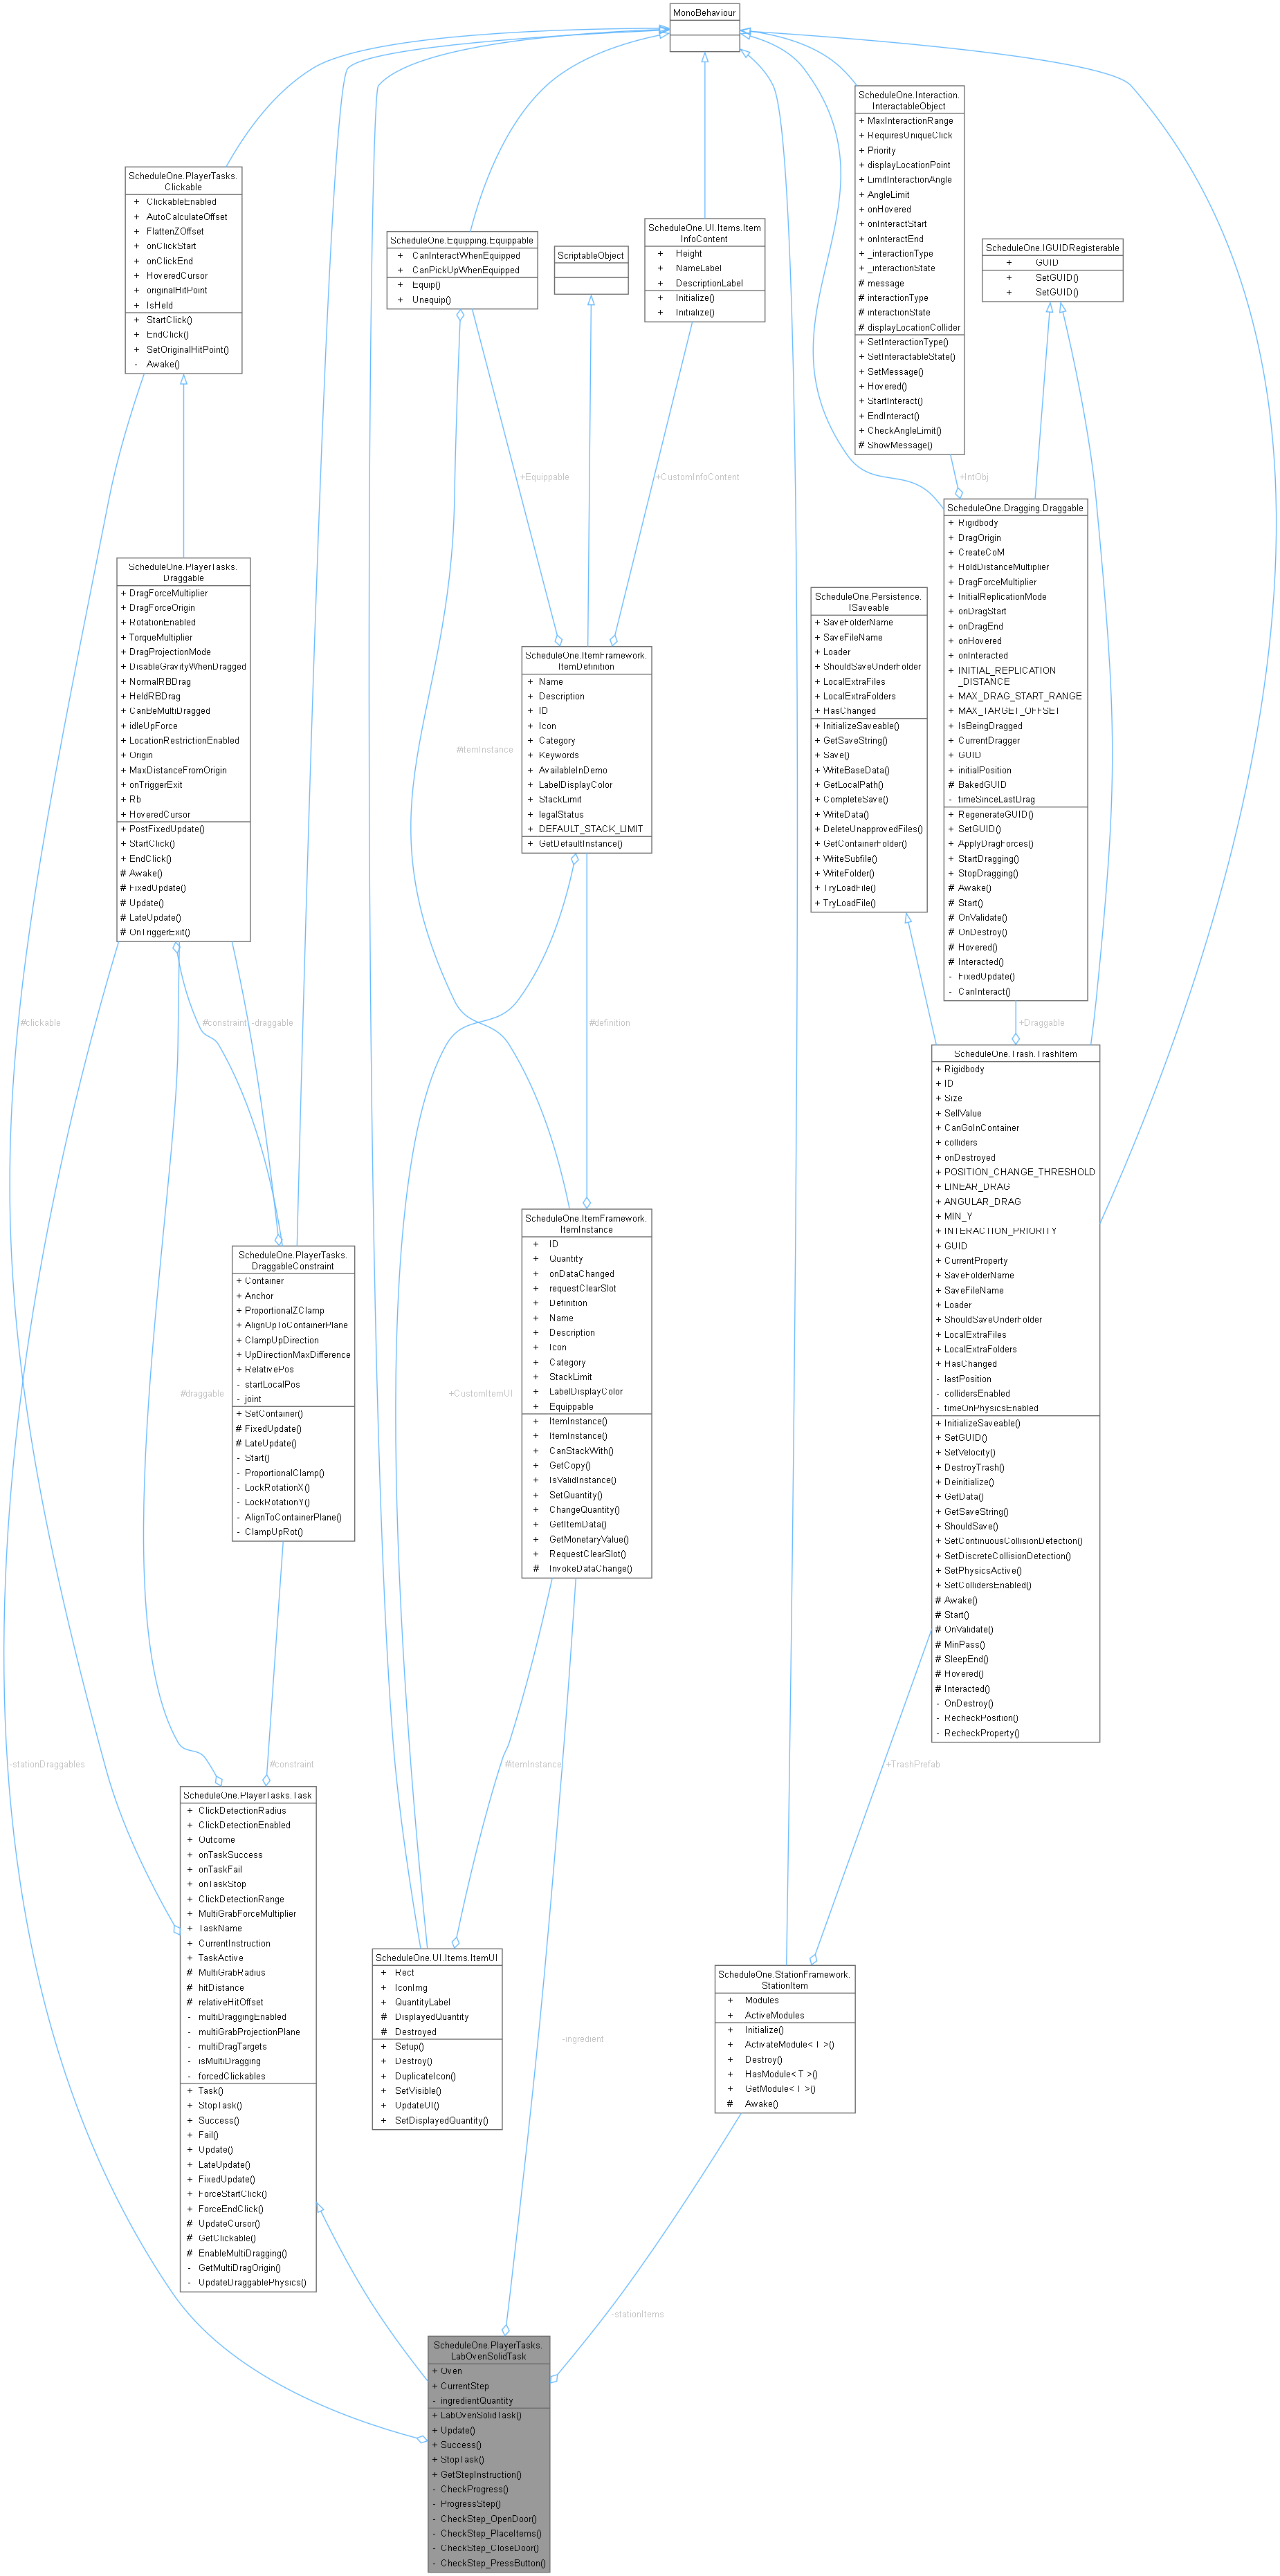 MonoBehaviour
ScheduleOne.Interaction.
InteractableObject
+ MaxInteractionRange
+ RequiresUniqueClick
+ Priority
+ displayLocationPoint
+ LimitInteractionAngle
+ AngleLimit
+ onHovered
+ onInteractStart
+ onInteractEnd
+ _interactionType
+ _interactionState
# message
# interactionType
# interactionState
# displayLocationCollider
+ SetInteractionType()
+ SetInteractableState()
+ SetMessage()
+ Hovered()
+ StartInteract()
+ EndInteract()
+ CheckAngleLimit()
# ShowMessage()
ScheduleOne.PlayerTasks.
Clickable
+ ClickableEnabled
+ AutoCalculateOffset
+ FlattenZOffset
+ onClickStart
+ onClickEnd
+ HoveredCursor
+ originalHitPoint
+ IsHeld
+ StartClick()
+ EndClick()
+ SetOriginalHitPoint()
- Awake()
ScheduleOne.Equipping.Equippable
+ CanInteractWhenEquipped
+ CanPickUpWhenEquipped
+ Equip()
+ Unequip()
ScriptableObject
ScheduleOne.UI.Items.Item
InfoContent
+ Height
+ NameLabel
+ DescriptionLabel
+ Initialize()
+ Initialize()
ScheduleOne.IGUIDRegisterable
+ GUID
+ SetGUID()
+ SetGUID()
+Equippable
+CustomInfoContent
+IntObj
ScheduleOne.Dragging.Draggable
+ Rigidbody
+ DragOrigin
+ CreateCoM
+ HoldDistanceMultiplier
+ DragForceMultiplier
+ InitialReplicationMode
+ onDragStart
+ onDragEnd
+ onHovered
+ onInteracted
+ INITIAL_REPLICATION
_DISTANCE
+ MAX_DRAG_START_RANGE
+ MAX_TARGET_OFFSET
+ IsBeingDragged
+ CurrentDragger
+ GUID
+ initialPosition
# BakedGUID
- timeSinceLastDrag
+ RegenerateGUID()
+ SetGUID()
+ ApplyDragForces()
+ StartDragging()
+ StopDragging()
# Awake()
# Start()
# OnValidate()
# OnDestroy()
# Hovered()
# Interacted()
- FixedUpdate()
- CanInteract()
ScheduleOne.PlayerTasks.
Draggable
+ DragForceMultiplier
+ DragForceOrigin
+ RotationEnabled
+ TorqueMultiplier
+ DragProjectionMode
+ DisableGravityWhenDragged
+ NormalRBDrag
+ HeldRBDrag
+ CanBeMultiDragged
+ idleUpForce
+ LocationRestrictionEnabled
+ Origin
+ MaxDistanceFromOrigin
+ onTriggerExit
+ Rb
+ HoveredCursor
+ PostFixedUpdate()
+ StartClick()
+ EndClick()
# Awake()
# FixedUpdate()
# Update()
# LateUpdate()
# OnTriggerExit()
ScheduleOne.Persistence.
ISaveable
+ SaveFolderName
+ SaveFileName
+ Loader
+ ShouldSaveUnderFolder
+ LocalExtraFiles
+ LocalExtraFolders
+ HasChanged
+ InitializeSaveable()
+ GetSaveString()
+ Save()
+ WriteBaseData()
+ GetLocalPath()
+ CompleteSave()
+ WriteData()
+ DeleteUnapprovedFiles()
+ GetContainerFolder()
+ WriteSubfile()
+ WriteFolder()
+ TryLoadFile()
+ TryLoadFile()
ScheduleOne.ItemFramework.
ItemDefinition
+ Name
+ Description
+ ID
+ Icon
+ Category
+ Keywords
+ AvailableInDemo
+ LabelDisplayColor
+ StackLimit
+ legalStatus
+ DEFAULT_STACK_LIMIT
+ GetDefaultInstance()
#itemInstance
#clickable
#constraint
-draggable
#definition
+Draggable
ScheduleOne.Trash.TrashItem
+ Rigidbody
+ ID
+ Size
+ SellValue
+ CanGoInContainer
+ colliders
+ onDestroyed
+ POSITION_CHANGE_THRESHOLD
+ LINEAR_DRAG
+ ANGULAR_DRAG
+ MIN_Y
+ INTERACTION_PRIORITY
+ GUID
+ CurrentProperty
+ SaveFolderName
+ SaveFileName
+ Loader
+ ShouldSaveUnderFolder
+ LocalExtraFiles
+ LocalExtraFolders
+ HasChanged
- lastPosition
- collidersEnabled
- timeOnPhysicsEnabled
+ InitializeSaveable()
+ SetGUID()
+ SetVelocity()
+ DestroyTrash()
+ Deinitialize()
+ GetData()
+ GetSaveString()
+ ShouldSave()
+ SetContinuousCollisionDetection()
+ SetDiscreteCollisionDetection()
+ SetPhysicsActive()
+ SetCollidersEnabled()
# Awake()
# Start()
# OnValidate()
# MinPass()
# SleepEnd()
# Hovered()
# Interacted()
- OnDestroy()
- RecheckPosition()
- RecheckProperty()
ScheduleOne.ItemFramework.
ItemInstance
+ ID
+ Quantity
+ onDataChanged
+ requestClearSlot
+ Definition
+ Name
+ Description
+ Icon
+ Category
+ StackLimit
+ LabelDisplayColor
+ Equippable
+ ItemInstance()
+ ItemInstance()
+ CanStackWith()
+ GetCopy()
+ IsValidInstance()
+ SetQuantity()
+ ChangeQuantity()
+ GetItemData()
+ GetMonetaryValue()
+ RequestClearSlot()
# InvokeDataChange()
ScheduleOne.PlayerTasks.
DraggableConstraint
+ Container
+ Anchor
+ ProportionalZClamp
+ AlignUpToContainerPlane
+ ClampUpDirection
+ UpDirectionMaxDifference
+ RelativePos
- startLocalPos
- joint
+ SetContainer()
# FixedUpdate()
# LateUpdate()
- Start()
- ProportionalClamp()
- LockRotationX()
- LockRotationY()
- AlignToContainerPlane()
- ClampUpRot()
#draggable
+CustomItemUI
-stationDraggables
#constraint
#itemInstance
+TrashPrefab
ScheduleOne.PlayerTasks.Task
+ ClickDetectionRadius
+ ClickDetectionEnabled
+ Outcome
+ onTaskSuccess
+ onTaskFail
+ onTaskStop
+ ClickDetectionRange
+ MultiGrabForceMultiplier
+ TaskName
+ CurrentInstruction
+ TaskActive
# MultiGrabRadius
# hitDistance
# relativeHitOffset
- multiDraggingEnabled
- multiGrabProjectionPlane
- multiDragTargets
- isMultiDragging
- forcedClickables
+ Task()
+ StopTask()
+ Success()
+ Fail()
+ Update()
+ LateUpdate()
+ FixedUpdate()
+ ForceStartClick()
+ ForceEndClick()
# UpdateCursor()
# GetClickable()
# EnableMultiDragging()
- GetMultiDragOrigin()
- UpdateDraggablePhysics()
ScheduleOne.UI.Items.ItemUI
+ Rect
+ IconImg
+ QuantityLabel
# DisplayedQuantity
# Destroyed
+ Setup()
+ Destroy()
+ DuplicateIcon()
+ SetVisible()
+ UpdateUI()
+ SetDisplayedQuantity()
-ingredient
ScheduleOne.StationFramework.
StationItem
+ Modules
+ ActiveModules
+ Initialize()
+ ActivateModule< T >()
+ Destroy()
+ HasModule< T >()
+ GetModule< T >()
# Awake()
-stationItems
ScheduleOne.PlayerTasks.
LabOvenSolidTask
+ Oven
+ CurrentStep
- ingredientQuantity
+ LabOvenSolidTask()
+ Update()
+ Success()
+ StopTask()
+ GetStepInstruction()
- CheckProgress()
- ProgressStep()
- CheckStep_OpenDoor()
- CheckStep_PlaceItems()
- CheckStep_CloseDoor()
- CheckStep_PressButton()